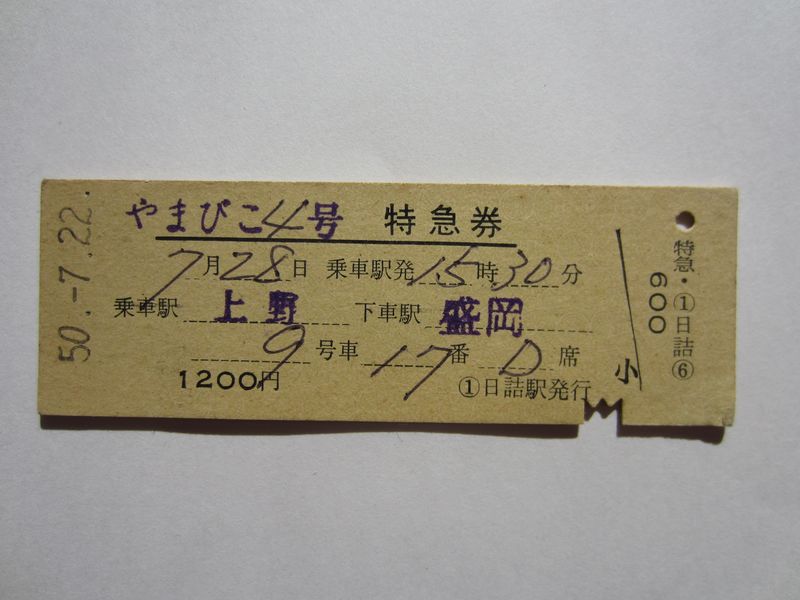 50.-7.22.
やまびこ4号 特急券
7月28日 乗車駅発15時30分
乗車駅 上野 下車駅 盛岡
9号車17番D席
1200円 ①日詰駅発行
小
特急・①日詰⑥
009